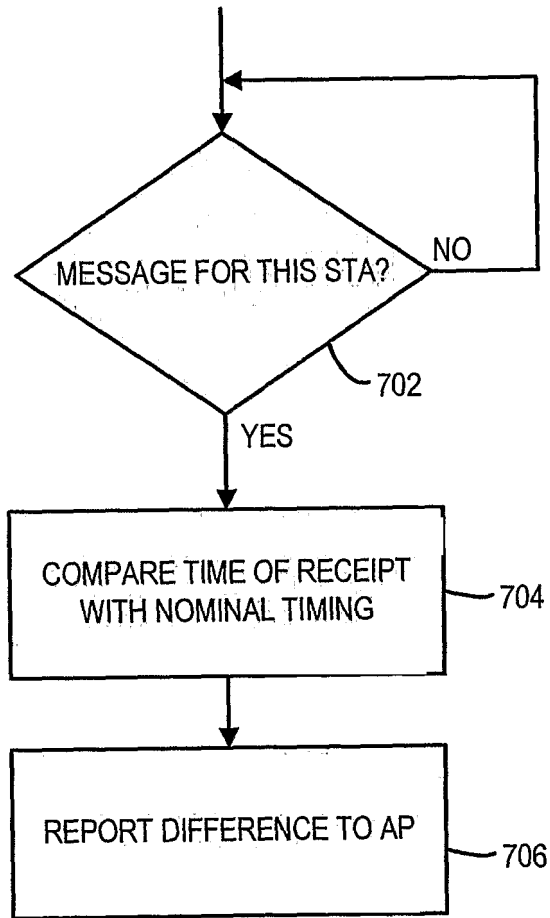 MESSAGE FOR THIS STA?
NO
702
YES
COMPARE TIME OF RECEIPT
WITH NOMINAL TIMING
704
REPORT DIFFERENCE TO AP
706